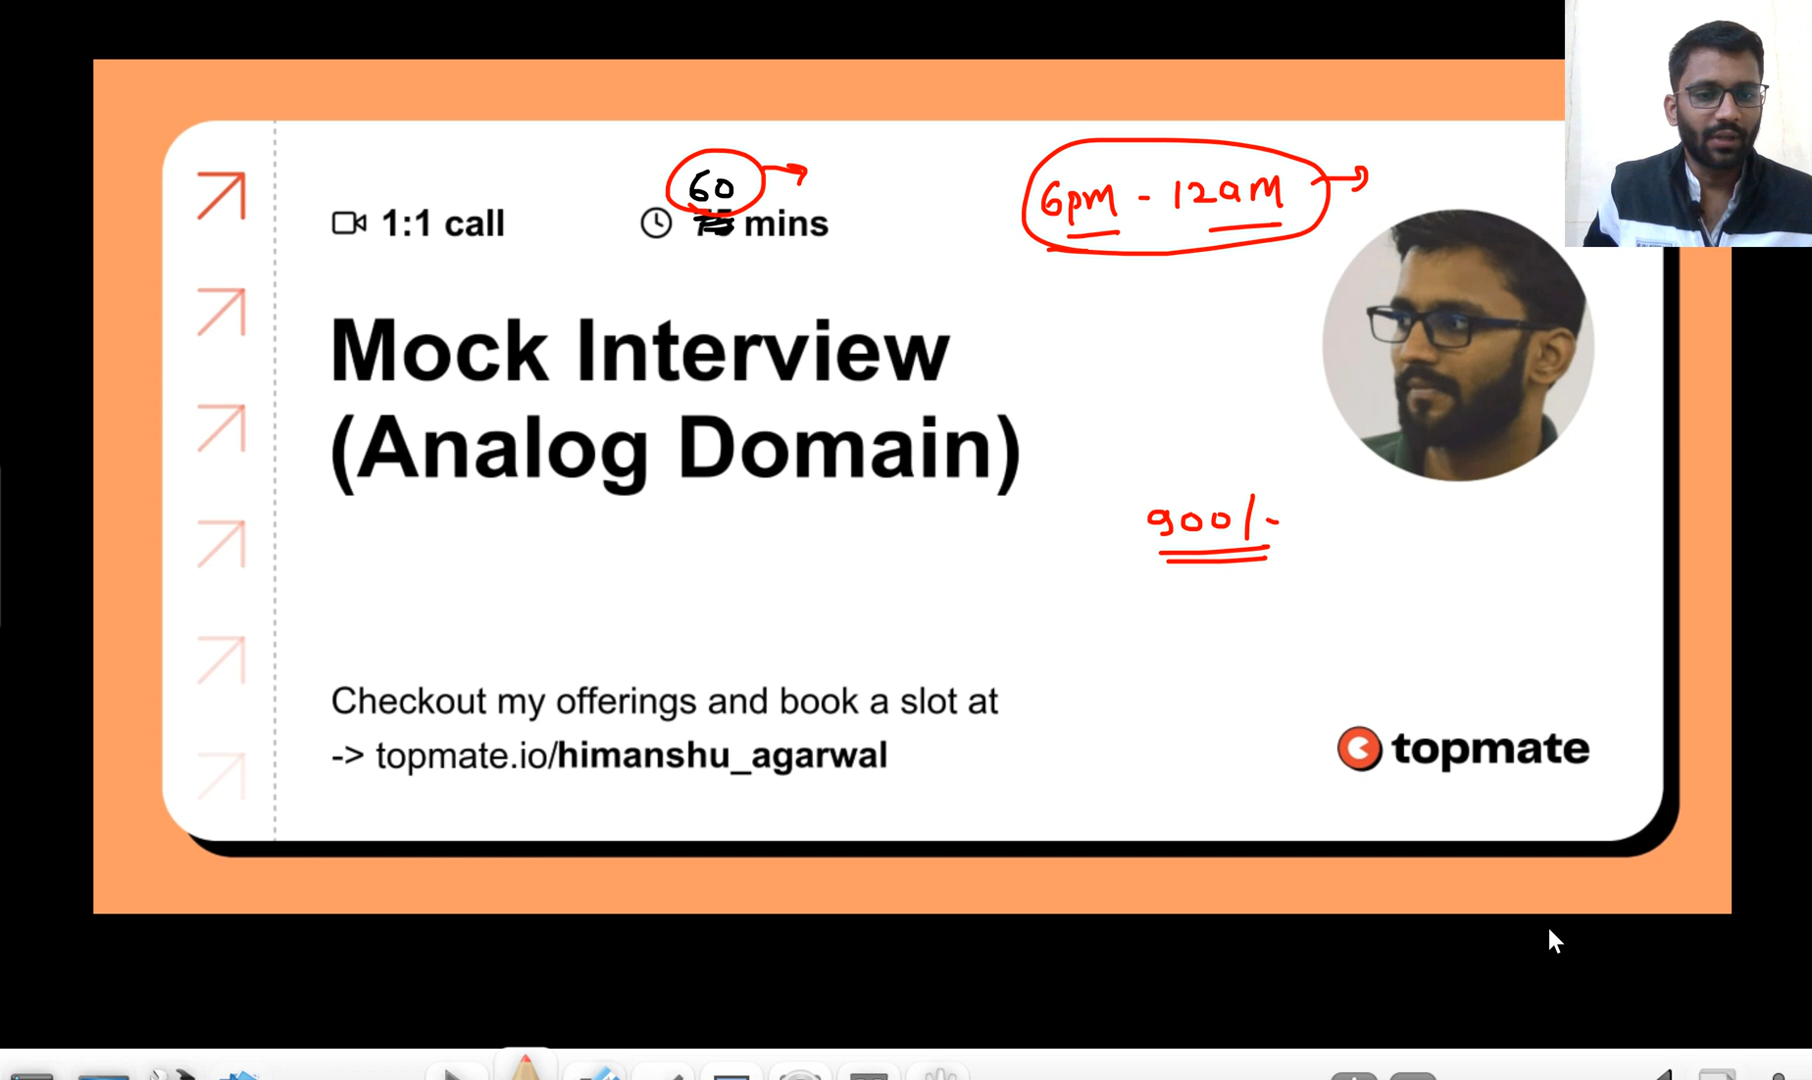 60
6pm - 12am
1:1 call
mins
Mock Interview
(Analog Domain)
900/-
Checkout my offerings and book a slot at
-> topmate.io/himanshu_agarwal
topmate